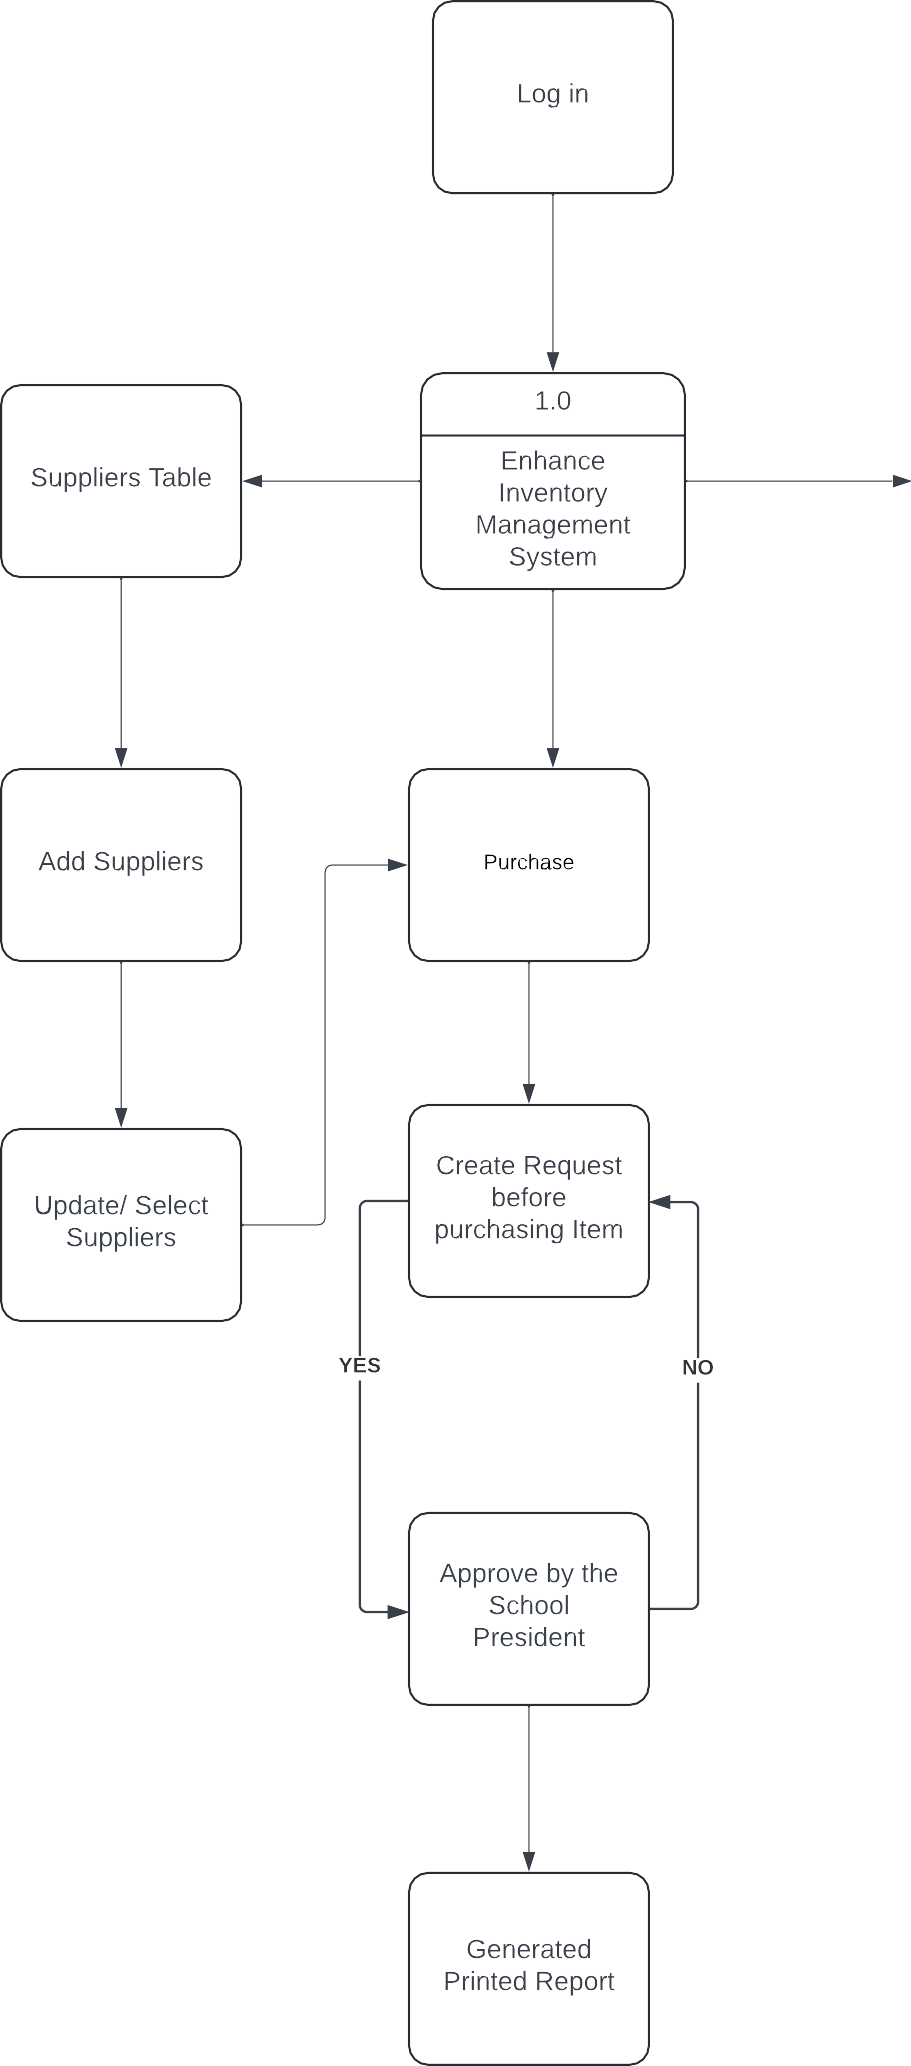 Log in
1.0
Enhance
Inventory
Management
System
Suppliers Table
Add Suppliers
Purchase
Update/ Select
Suppliers
Create Request
before
purchasing Item
YES
NO
Approve by the
School
President
Generated
Printed Report